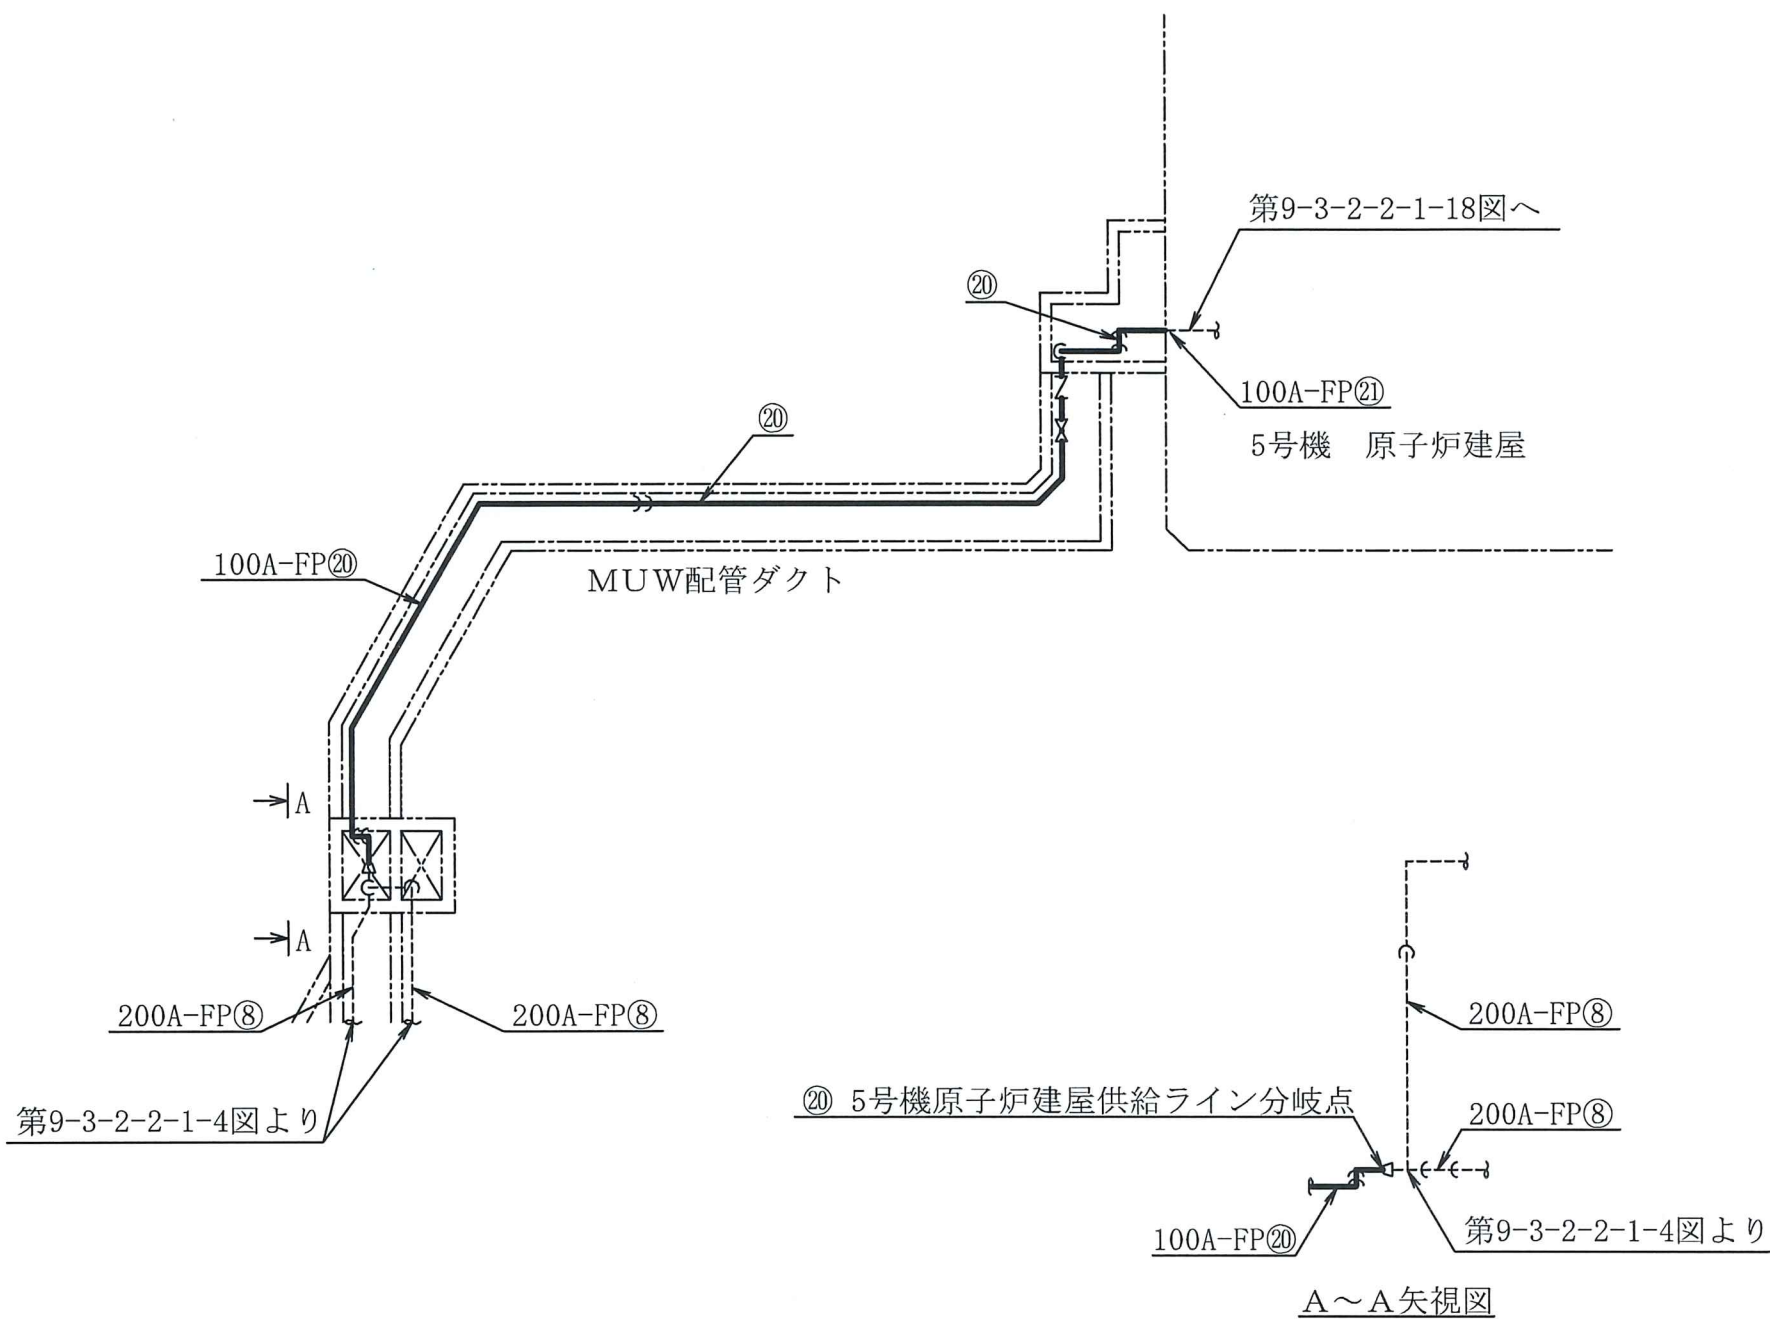 第9-3-2-2-1-18図へ
⑳
100A-FP㉑
5号機　原子炉建屋
⑳
100A-FP⑳
MUW配管ダクト
A
A
200A-FP⑧
200A-FP⑧
第9-3-2-2-1-4図より
200A-FP⑧
⑳ 5号機原子炉建屋供給ライン分岐点
200A-FP⑧
100A-FP⑳
第9-3-2-2-1-4図より
A～A矢視図